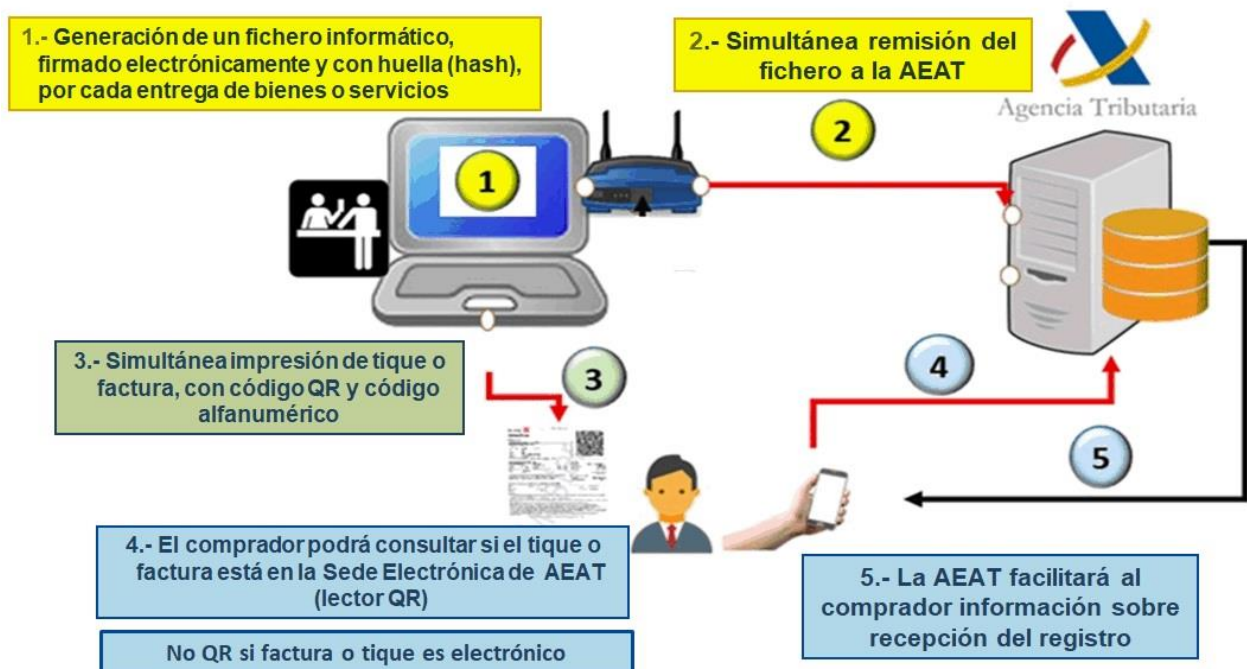 1.- Generación de un fichero informático,
firmado electrónicamente y con huella (hash),
por cada entrega de bienes o servicios
2.- Simultánea remisión del
fichero a la AEAT
Agencia Tributaria
2
1
3.- Simultánea impresión de tique o
factura, con código QR y código
alfanumérico
3
4
5
4.- El comprador podrá consultar si el tique o
factura está en la Sede Electrónica de AEAT
(lector QR)
No QR si factura o tique es electrónico
5.- La AEAT facilitará al
comprador información sobre
recepción del registro